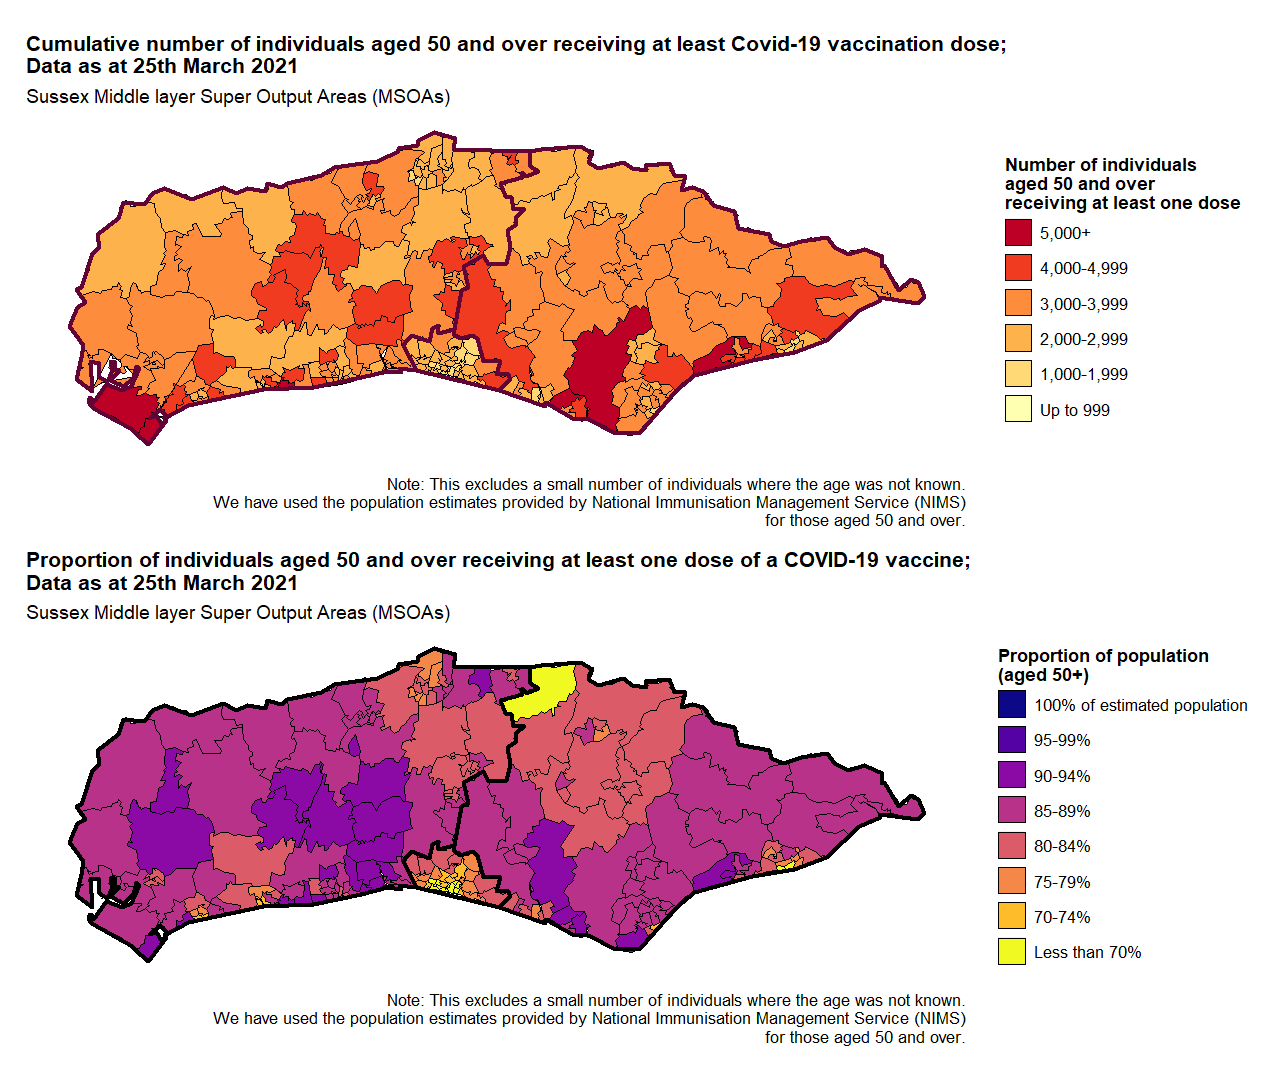 Cumulative number of individuals aged 50 and over receiving at least Covid-19 vaccination dose;
Data as at 25th March 2021
Sussex Middle layer Super Output Areas (MSOAs)
Number of individuals
aged 50 and over
receiving at least one dose
5,000+
4,000-4,999
3,000-3,999
2,000-2,999
1,000-1,999
Up to 999
Note: This excludes a small number of individuals where the age was not known.
We have used the population estimates provided by National Immunisation Management Service (NIMS)
for those aged 50 and over.
Proportion of individuals aged 50 and over receiving at least one dose of a COVID-19 vaccine;
Data as at 25th March 2021
Sussex Middle layer Super Output Areas (MSOAs)
Proportion of population
(aged 50+)
100% of estimated population
95-99%
90-94%
85-89%
80-84%
75-79%
70-74%
Less than 70%
Note: This excludes a small number of individuals where the age was not known.
We have used the population estimates provided by National Immunisation Management Service (NIMS)
for those aged 50 and over.